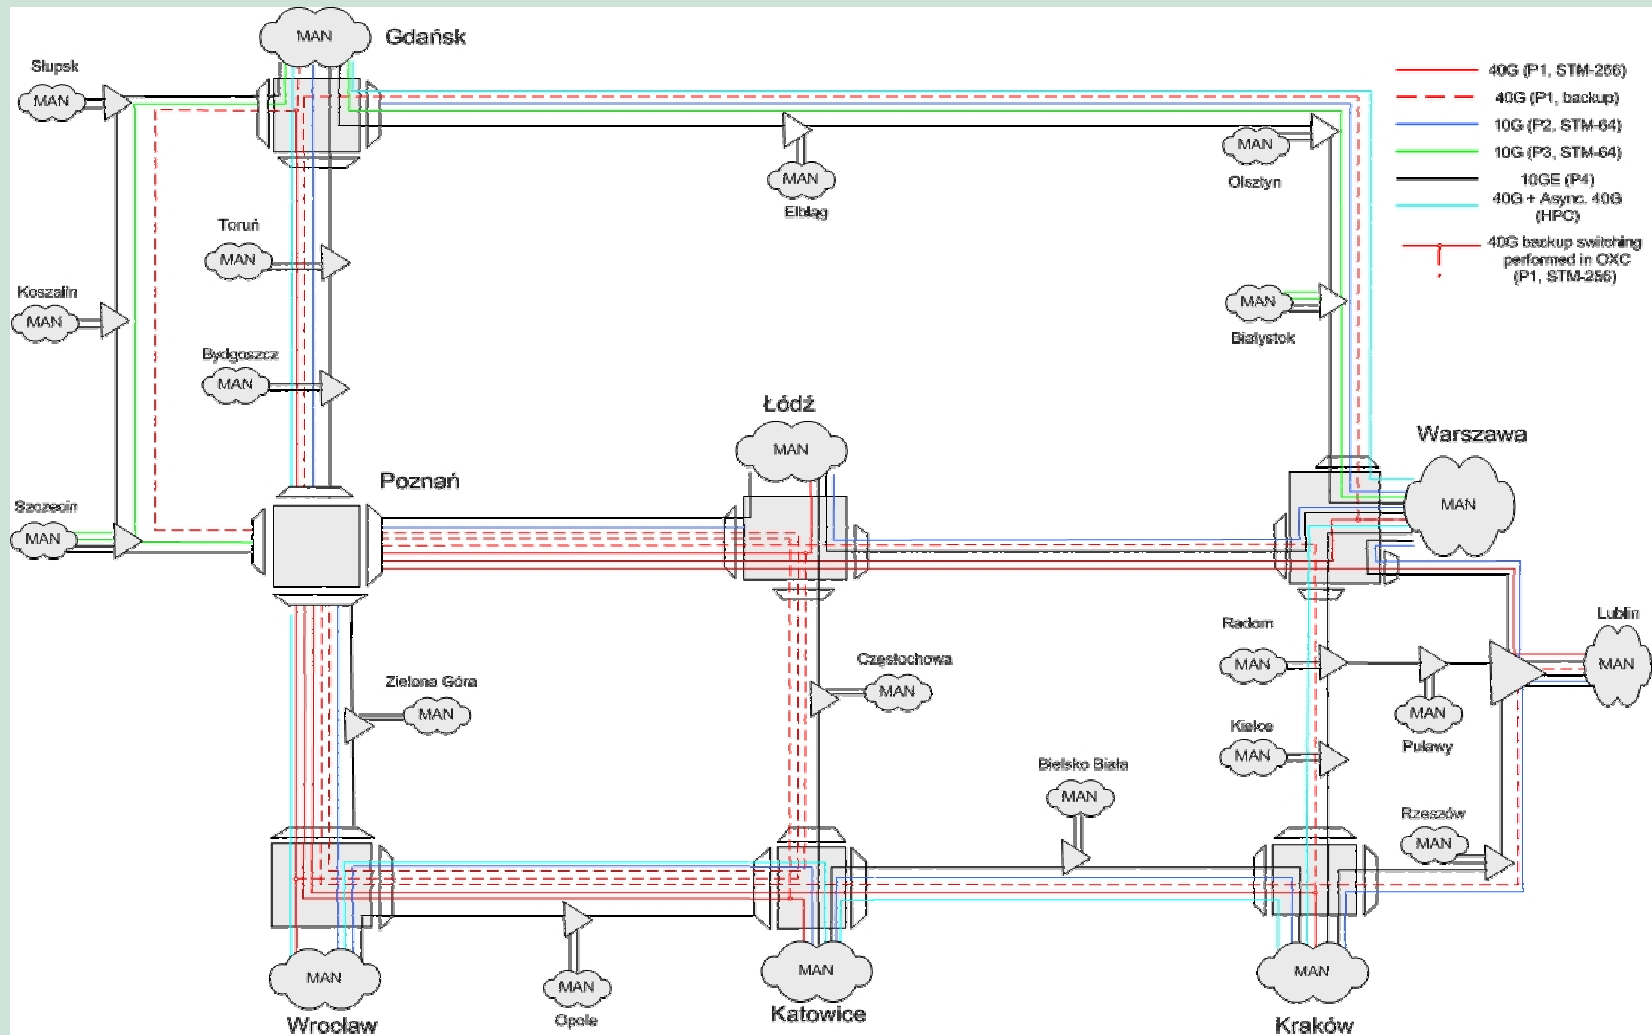 MAN
Gdańsk
Słupsk
MAN
40G (P1, STM-256)
40G (P1, backup)
10G (P2, STM-64)
10G (P3, STM-64)
10GE (P4)
40G + Async. 40G
(HPC)
40G backup switching
performed in OXC
(P1, STM-256)
MAN
Olsztyn
MAN
Elbląg
Toruń
MAN
Koszalin
MAN
MAN
Białystok
Bydgoszcz
MAN
Łódź
MAN
Warszawa
MAN
Poznań
Szczecin
MAN
Lublin
MAN
Radom
MAN
Częstochowa
MAN
Zielona Góra
MAN
MAN
Puławy
Kielce
MAN
Bielsko Biała
MAN
Rzeszów
MAN
MAN
Wrocław
MAN
Opole
MAN
Katowice
MAN
Kraków